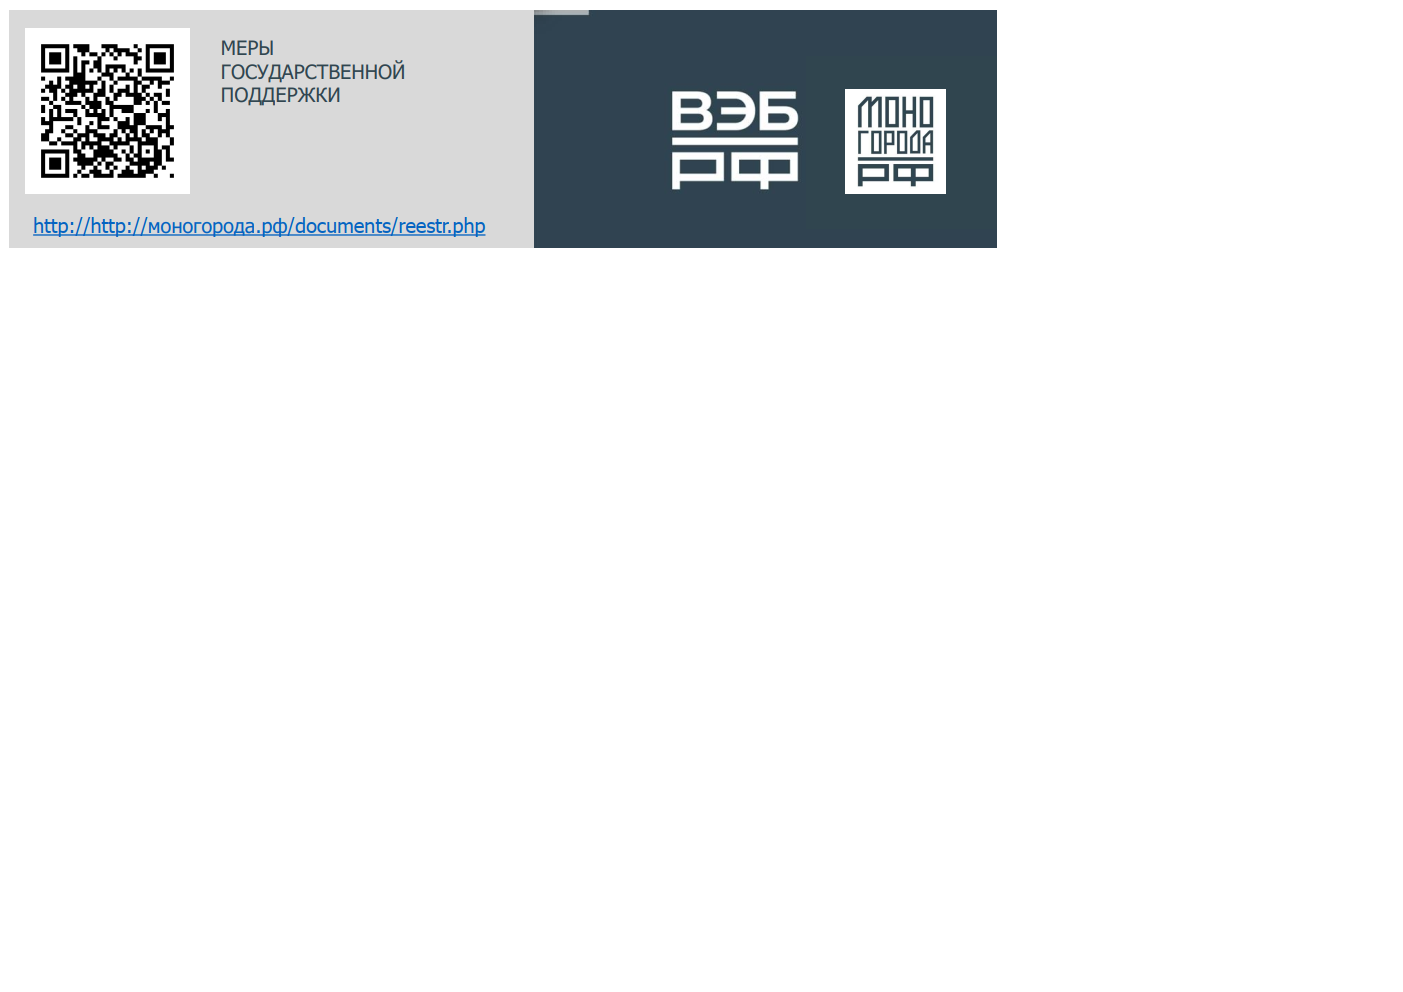 МЕРЫ
ГОСУДАРСТВЕННОЙ
ПОДДЕРЖКИ
http://http://моногорода.рф/documents/reestr.php
ВЭБ
РФ
МОНО
ГОРОДА
РФ